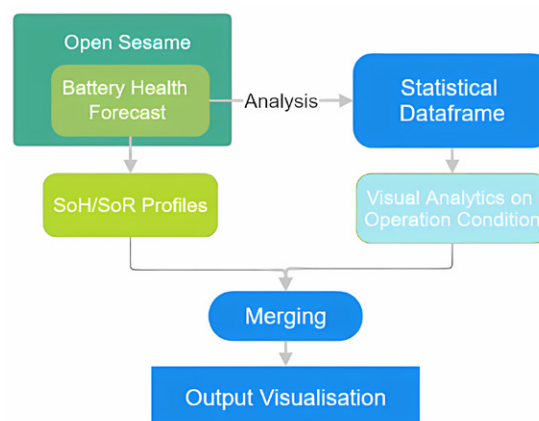 Open Sesame
Battery Health
Forecast
Analysis
Statistical
Dataframe
SoH/SoR Profiles
Visual Analytics on
Operation Condition
Merging
Output Visualisation